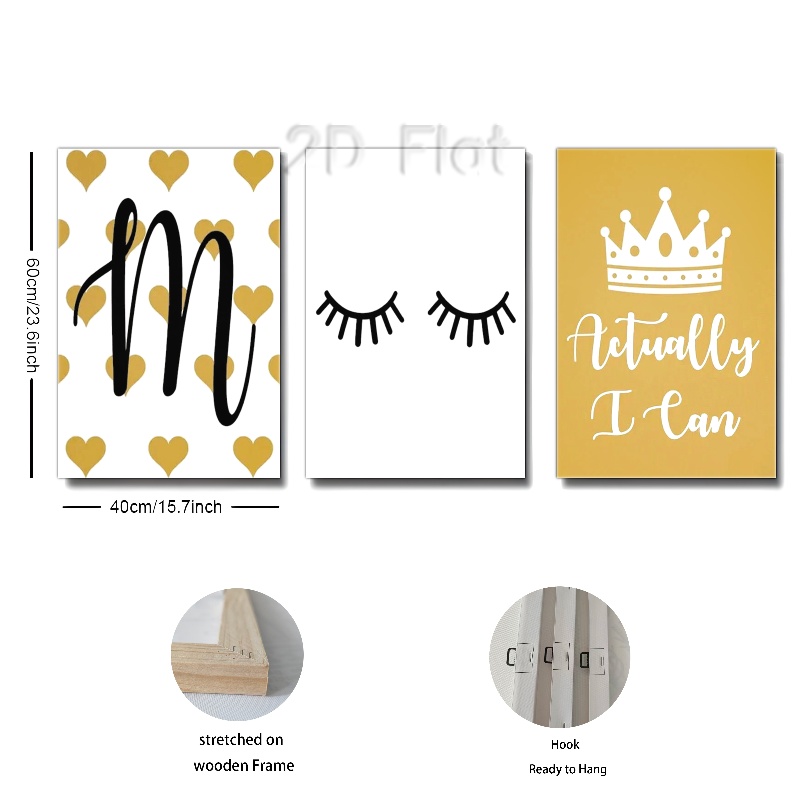 2D Flat
60cm/23.6inch
M
Actually
I Can
40cm/15.7inch
stretched on
wooden Frame
Hook
Ready to Hang